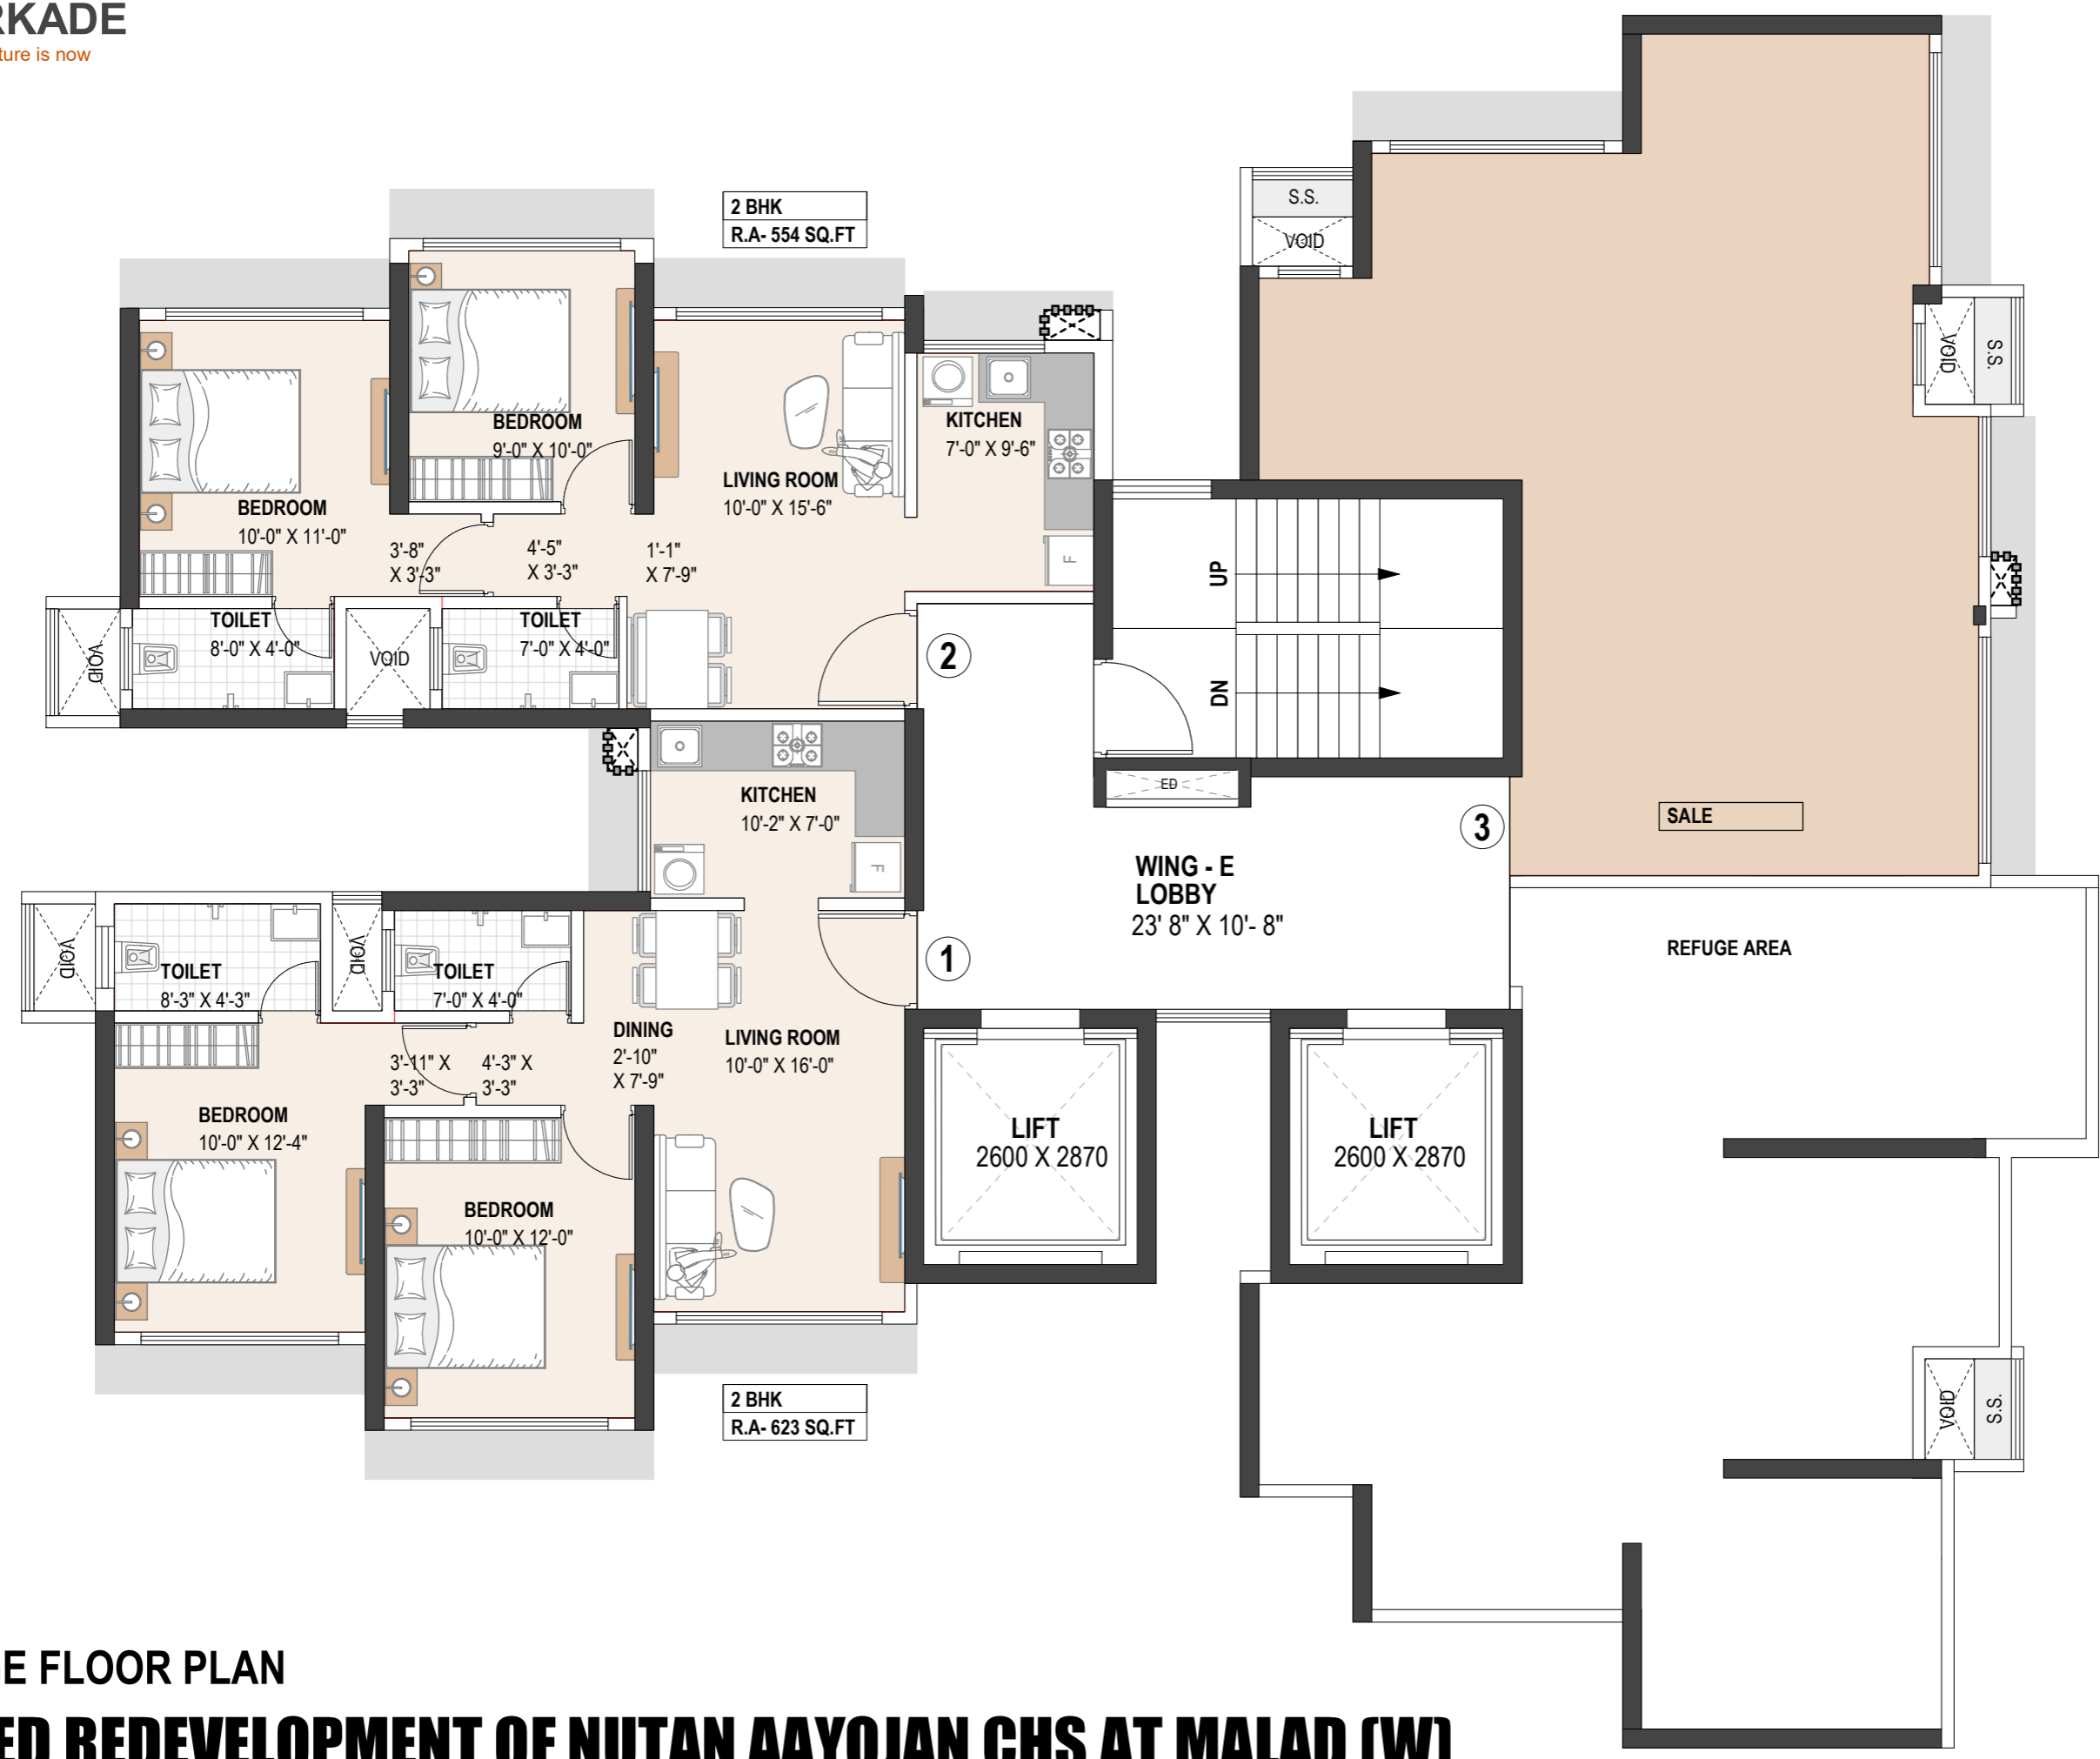 RKADE
ture is now
2 BHK
R.A- 554 SQ.FT
S.S.
VOID
VOID
S.S.
BEDROOM
9'-0" X 10'-0"
KITCHEN
7'-0" X 9'-6"
LIVING ROOM
10'-0" X 15'-6"
BEDROOM
10'-0" X 11'-0"
3'-8"
X 3'-3"
4'-5"
X 3'-3"
1'-1"
X 7'-9"
F
UP
TOILET
8'-0" X 4'-0"
TOILET
7'-0" X 4'-0"
VOID
VOID
2
DN
ED
KITCHEN
10'-2" X 7'-0"
F
SALE
3
WING - E
LOBBY
23' 8" X 10'- 8"
REFUGE AREA
1
VOID
TOILET
8'-3" X 4'-3"
VOID
TOILET
7'-0" X 4'-0"
DINING
2'-10"
X 7'-9"
LIVING ROOM
10'-0" X 16'-0"
3'-11" X
3'-3"
4'-3" X
3'-3"
BEDROOM
10'-0" X 12'-4"
LIFT
2600 X 2870
LIFT
2600 X 2870
BEDROOM
10'-0" X 12'-0"
2 BHK
R.A- 623 SQ.FT
VOID
S.S.
E FLOOR PLAN
ED REDEVELOPMENT OF NUTAN AAYOJAN CHS AT MALAD (W)